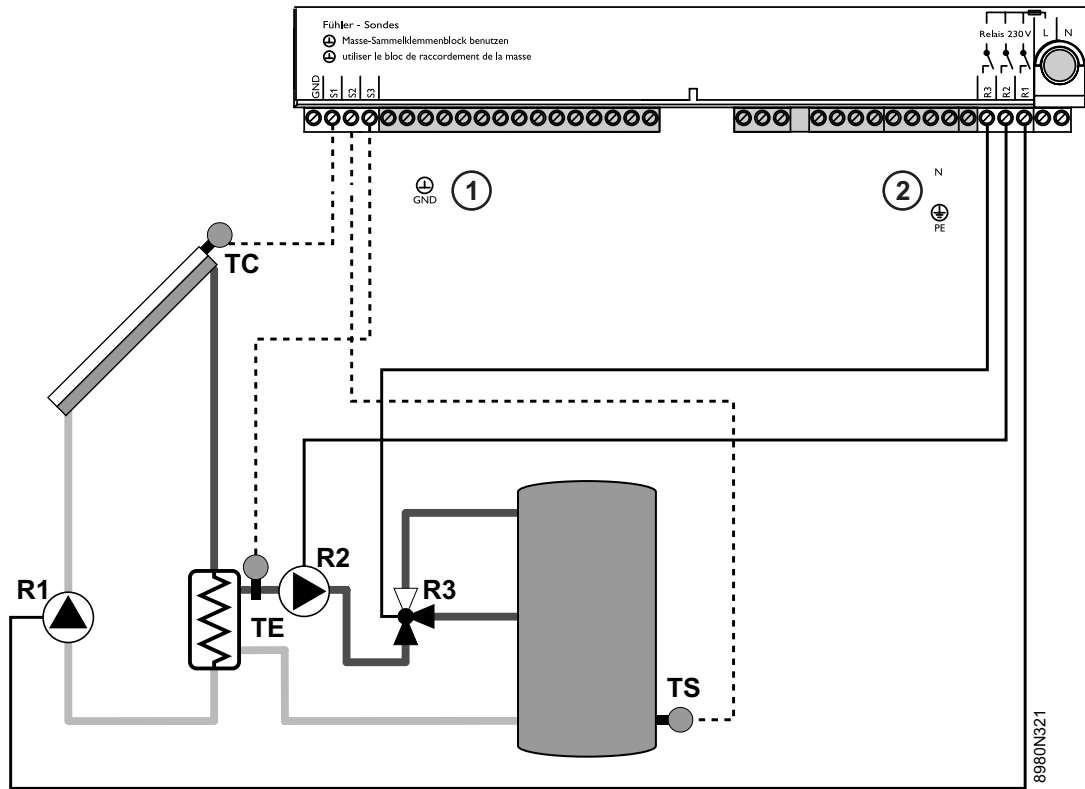 Fühler - Sondes
Masse-Sammelklemmenblock benutzen
utiliser le bloc de raccordement de la masse
Relais 230 V
L
N
GND
S1
S2
S3
R3
R2
R1
GND
1
2
N
PE
TC
R1
TE
R2
R3
TS
8980N321